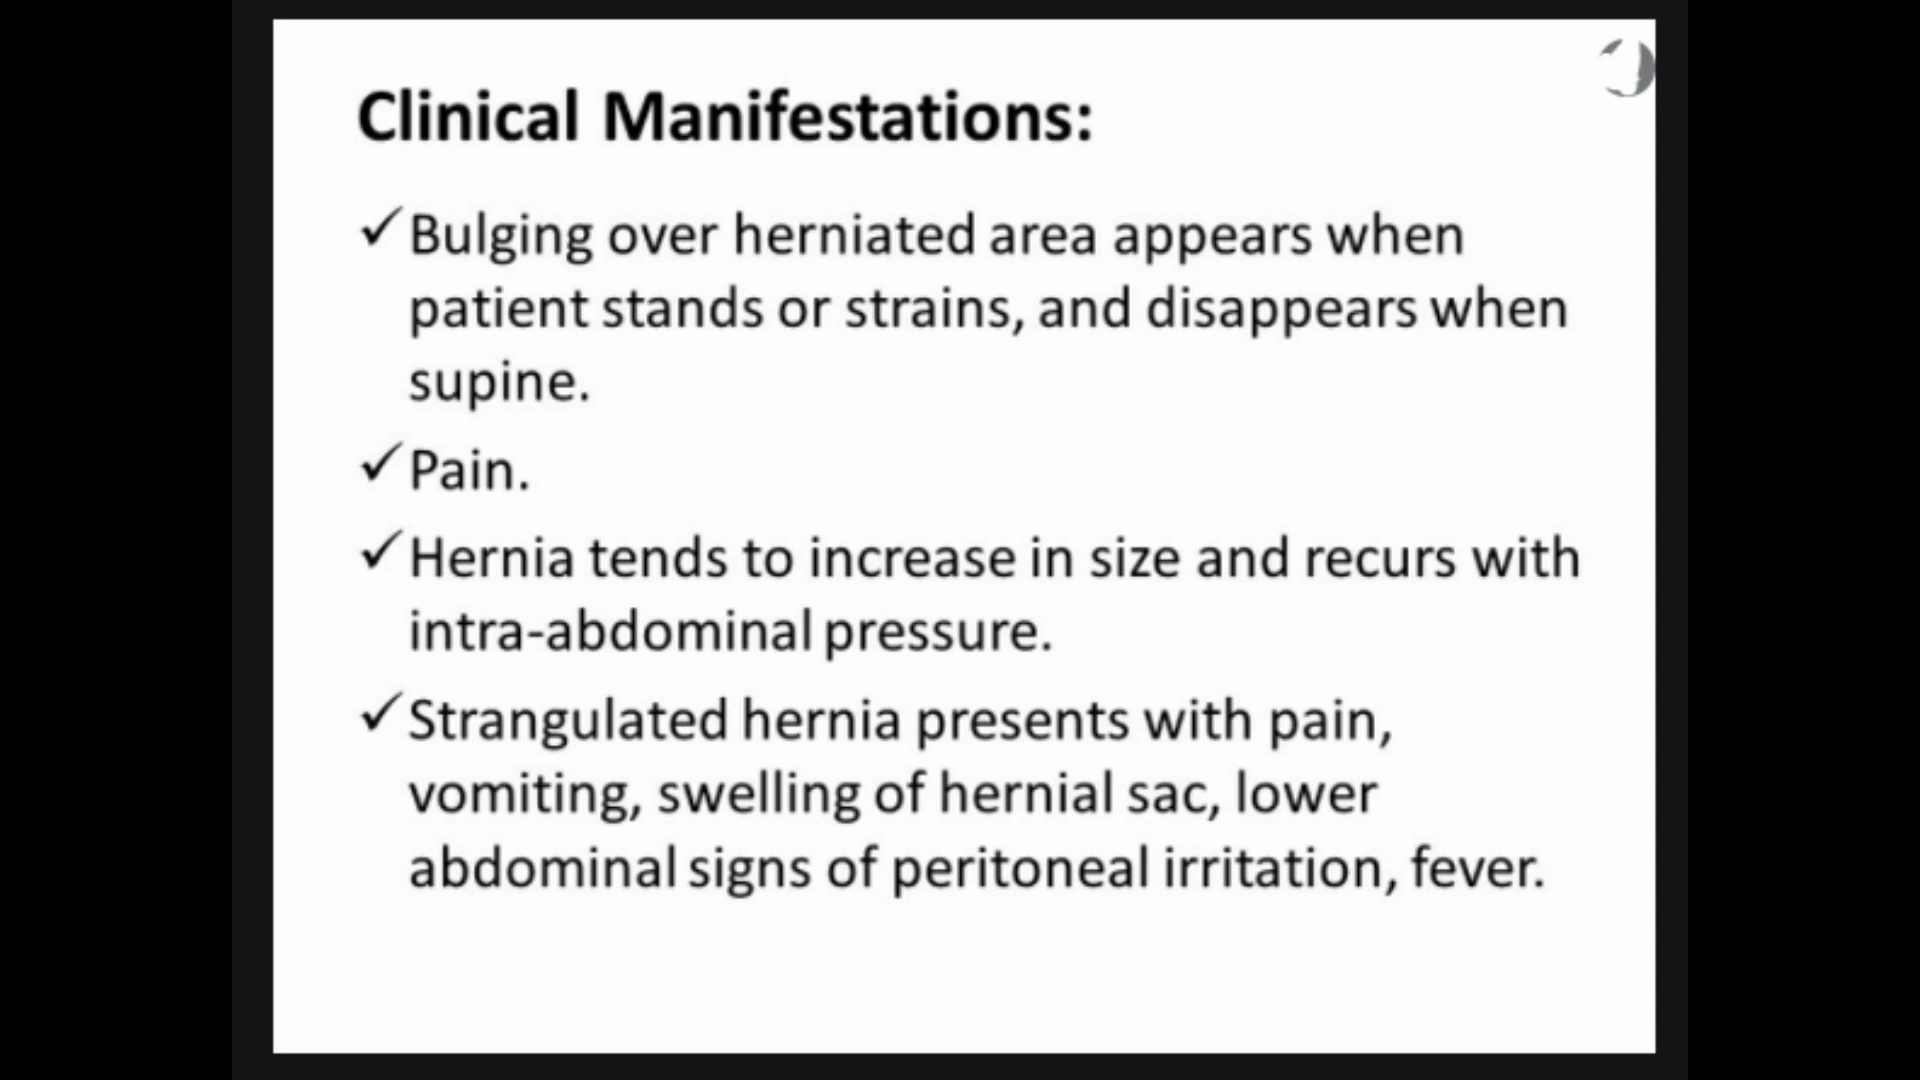 Clinical Manifestations:
✓Bulging over herniated area appears when
patient stands or strains, and disappears when
supine.
✓Pain.
✓Hernia tends to increase in size and recurs with
intra-abdominal pressure.
✓Strangulated hernia presents with pain,
vomiting, swelling of hernial sac, lower
abdominal signs of peritoneal irritation, fever.